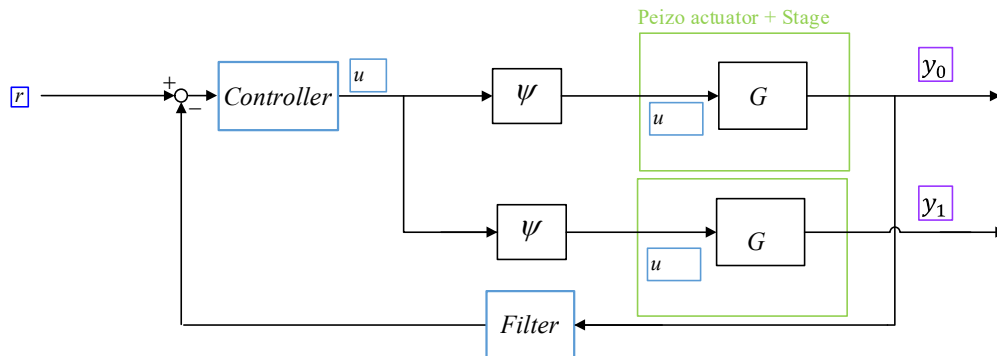 Peizo actuator + Stage
r
+
−
Controller
u
ψ
u
G
y₀
ψ
u
G
y₁
Filter